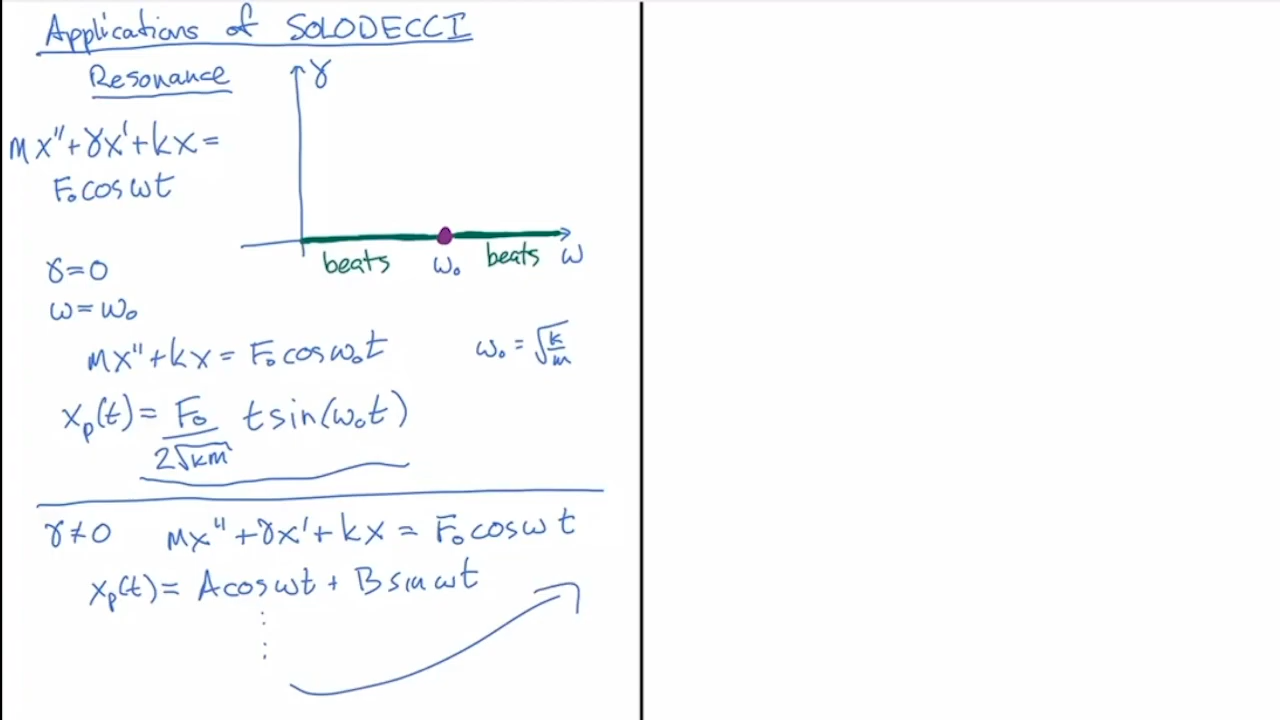 Applications of SOLODECCI
Resonance
γ
mx''+γx'+kx=
F₀cosωt
beats
ω₀
beats
ω
γ=0
ω=ω₀
mx''+kx = F₀cosω₀t
ω₀ = √(k/m)
xₚ(t) = F₀/(2√km) t sin(ω₀t)
γ≠0
mx''+γx'+kx = F₀cosωt
xₚ(t)= Acosωt + Bsinωt